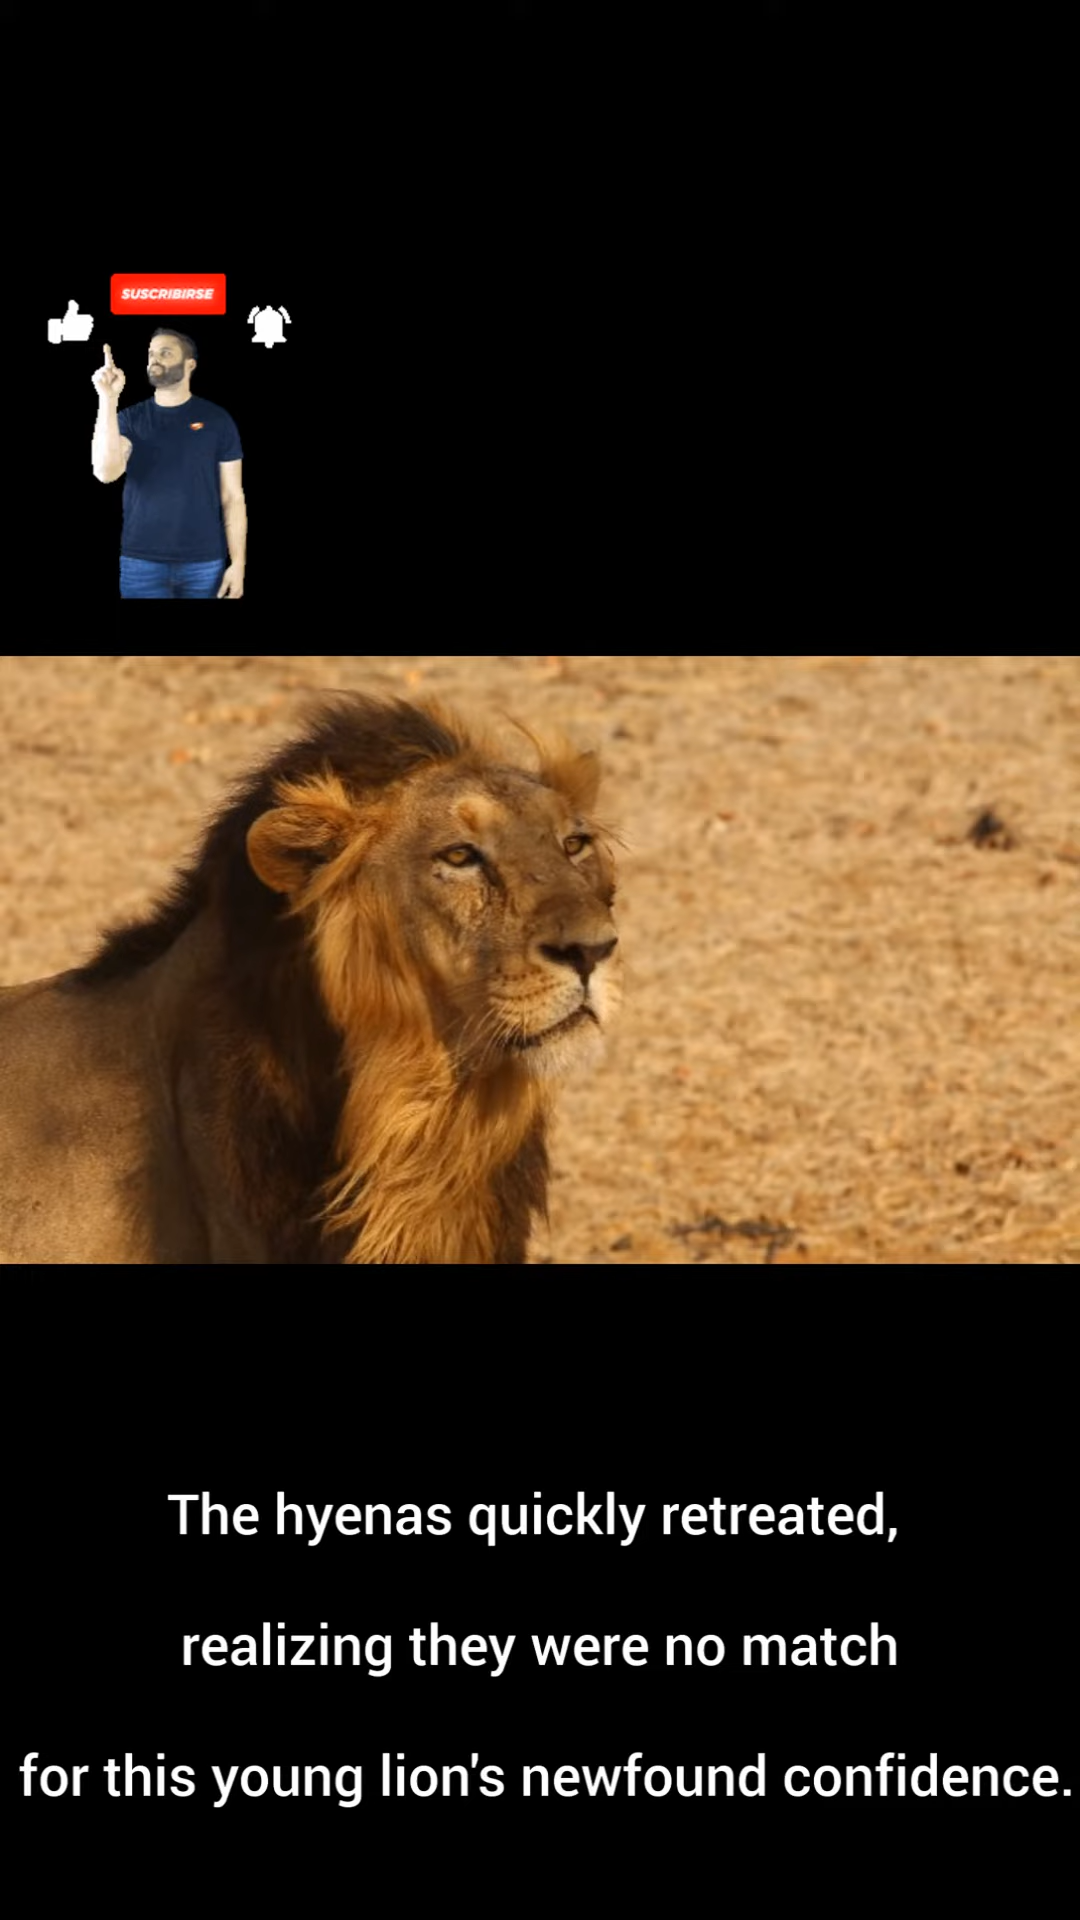 SUSCRIBIRSE
The hyenas quickly retreated,
realizing they were no match
for this young lion's newfound confidence.